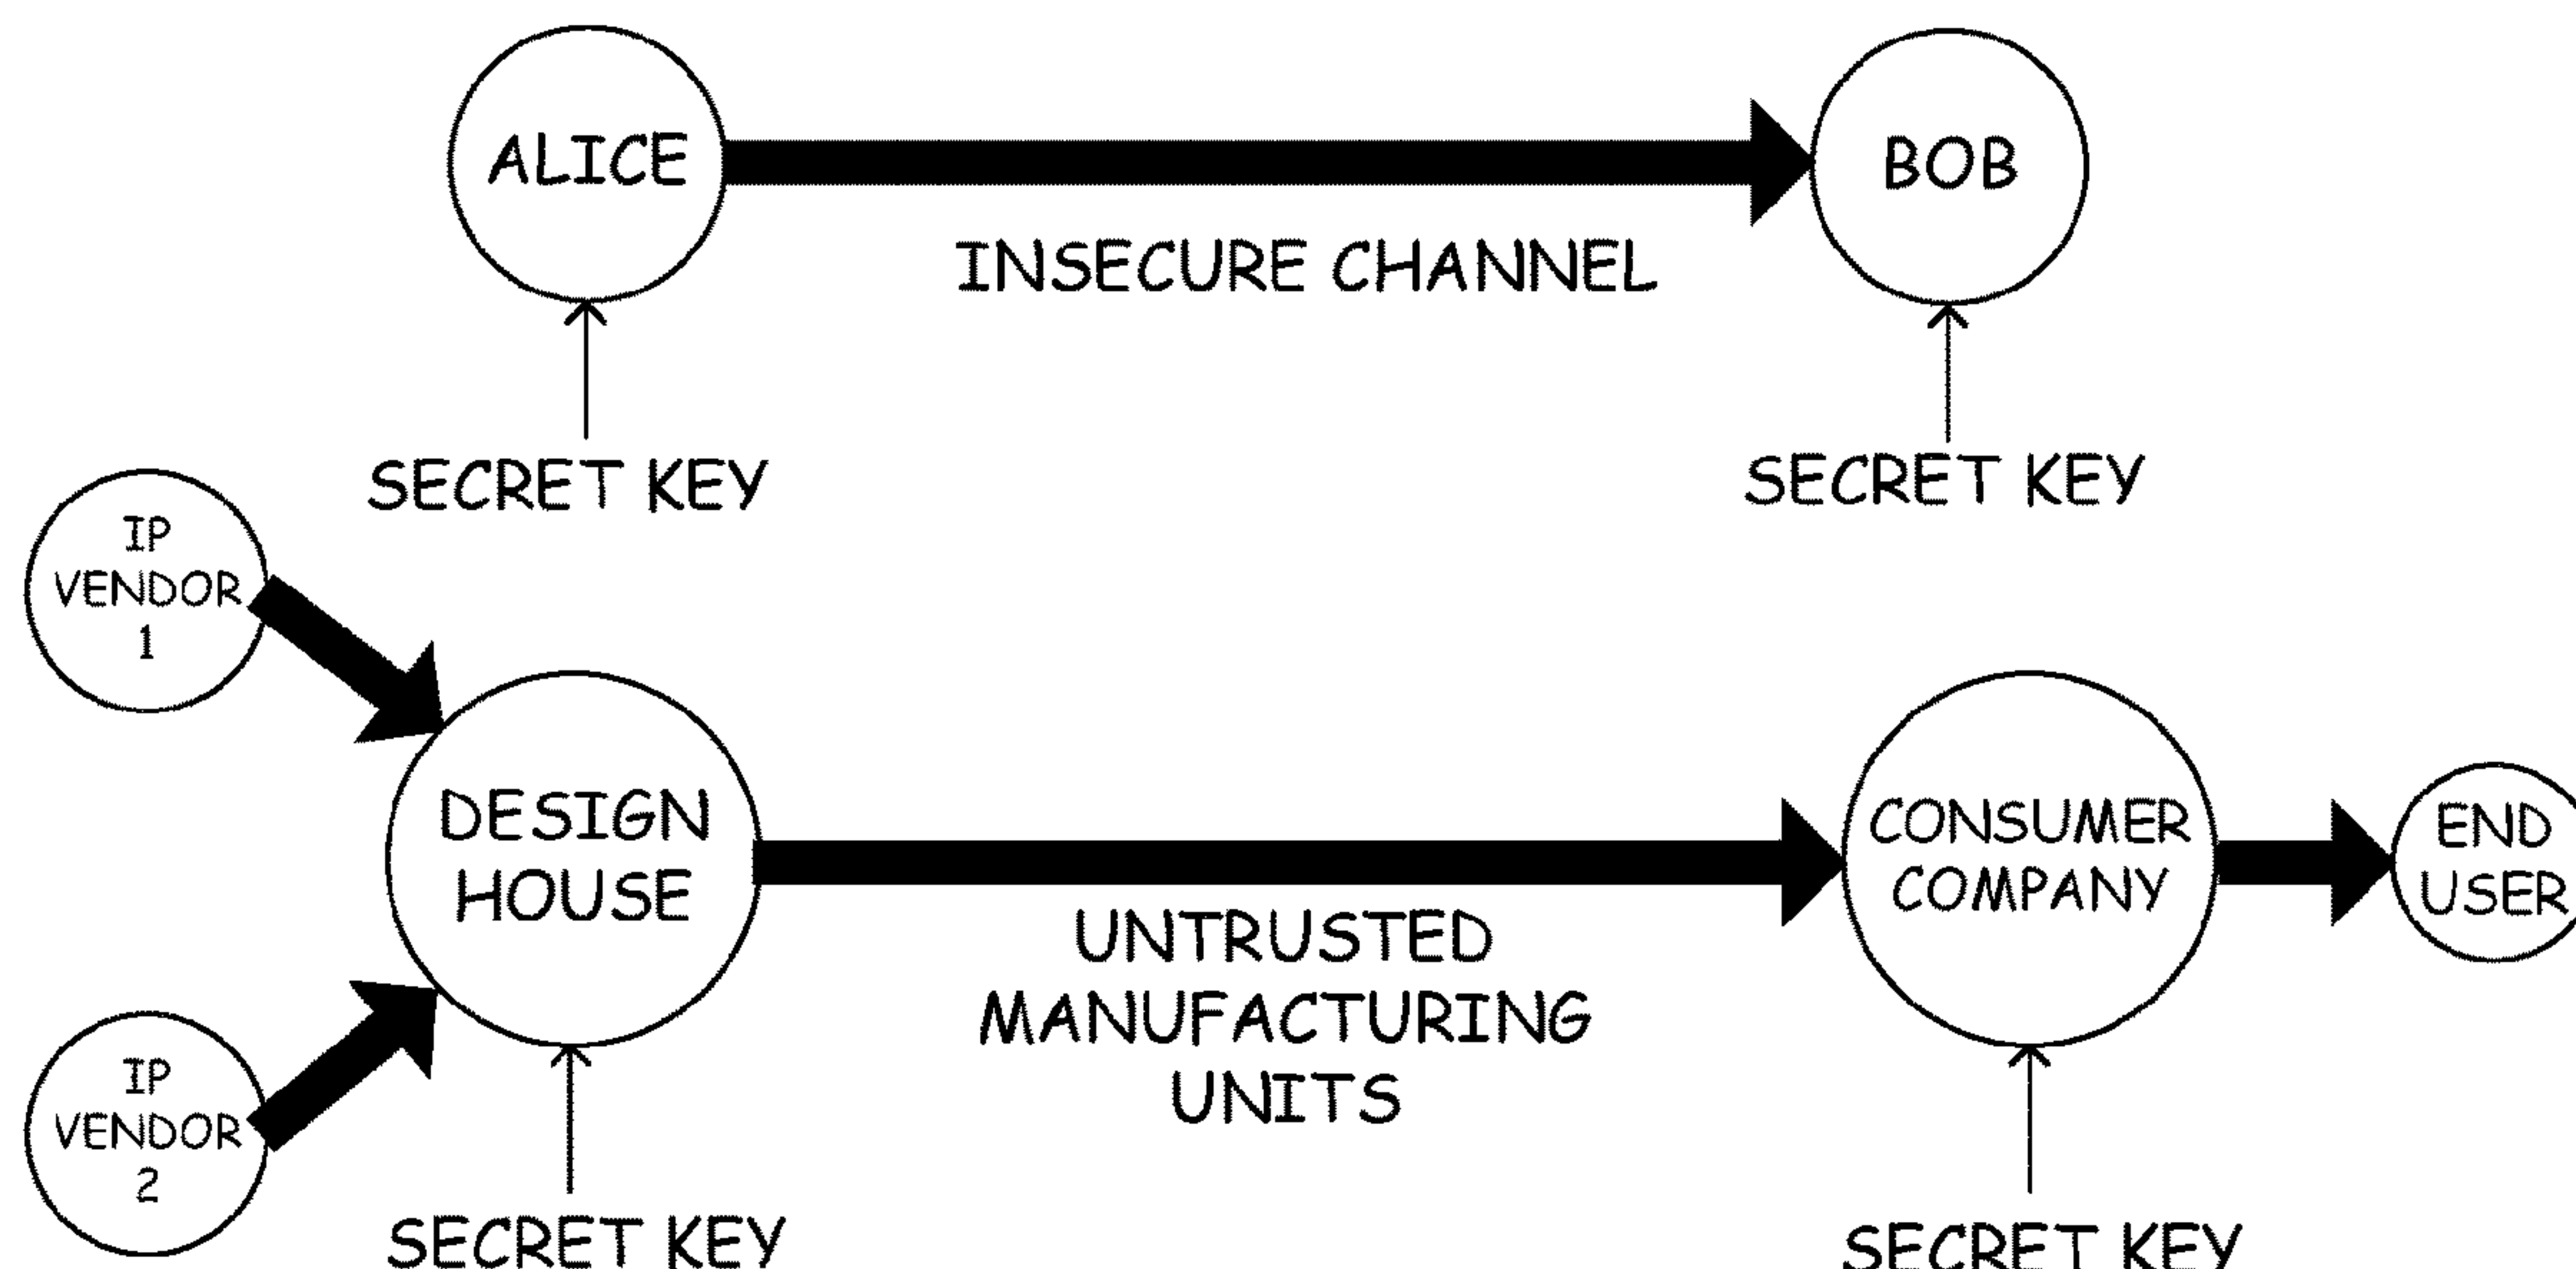 ALICE
BOB
INSECURE CHANNEL
SECRET KEY
SECRET KEY
IP
VENDOR
1
DESIGN
HOUSE
UNTRUSTED
MANUFACTURING
UNITS
CONSUMER
COMPANY
END
USER
IP
VENDOR
2
SECRET KEY
SECRET KEY